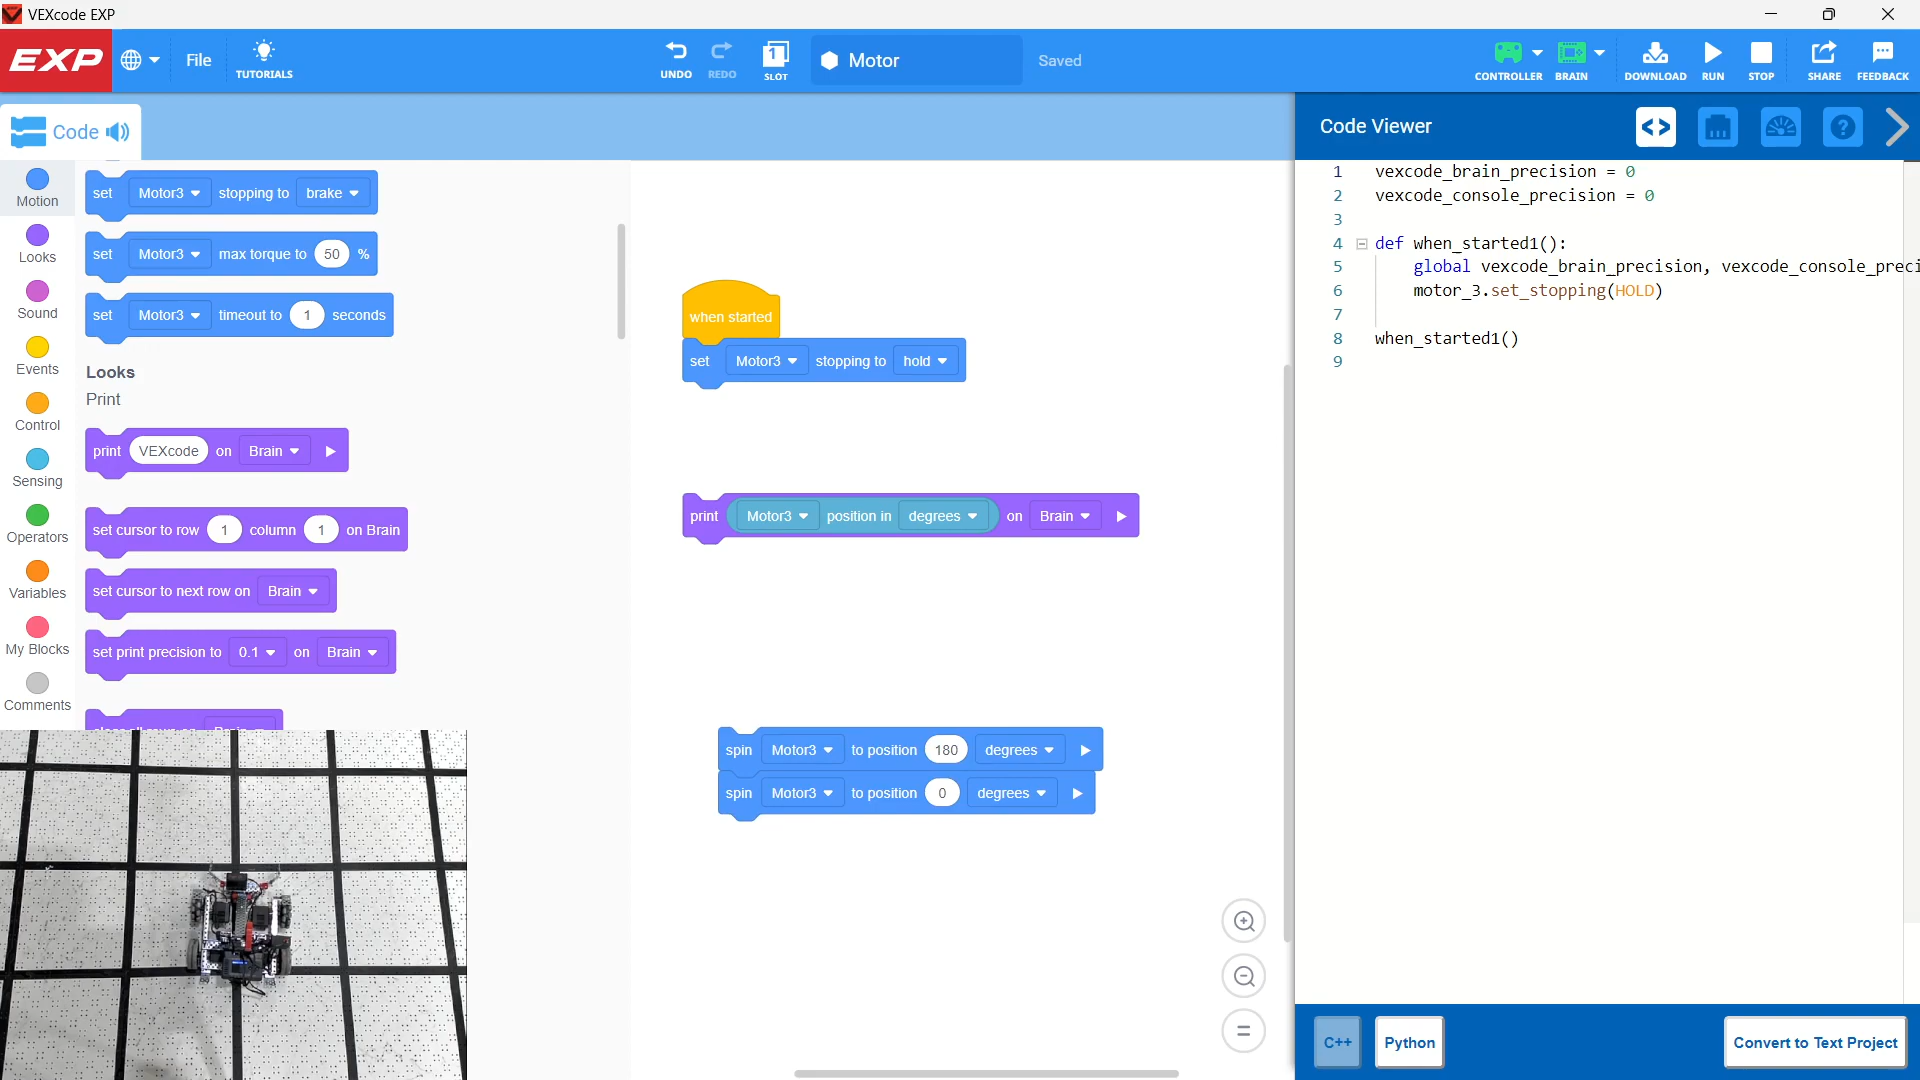 VEXcode EXP
EXP
File
TUTORIALS
UNDO
REDO
1
SLOT
Motor
Saved
CONTROLLER
BRAIN
DOWNLOAD
RUN
STOP
SHARE
FEEDBACK
Code
Code Viewer
Motion
Looks
Sound
Events
Control
Sensing
Operators
Variables
My Blocks
Comments
set Motor3 stopping to brake
set Motor3 max torque to 50 %
set Motor3 timeout to 1 seconds
Looks
Print
print VEXcode on Brain
set cursor to row 1 column 1 on Brain
set cursor to next row on Brain
set print precision to 0.1 on Brain
when started
set Motor3 stopping to hold
print Motor3 position in degrees on Brain
spin Motor3 to position 180 degrees
spin Motor3 to position 0 degrees
1 vexcode_brain_precision = 0
2 vexcode_console_precision = 0
3
4 def when_started1():
5 global vexcode_brain_precision, vexcode_console_preci
6 motor_3.set_stopping(HOLD)
7
8 when_started1()
9
C++
Python
Convert to Text Project